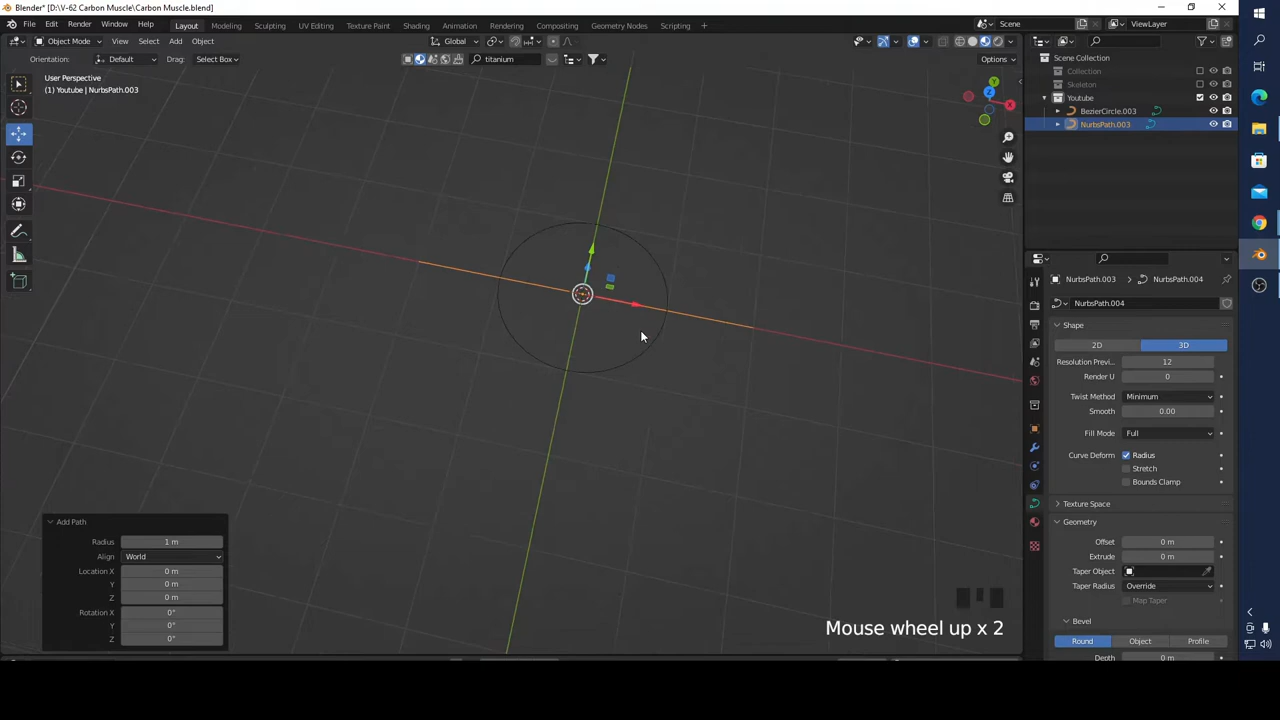 Blender* [D:\V-62 Carbon Muscle\Carbon Muscle.blend]
File Edit Render Window Help Layout Modeling Sculpting UV Editing Texture Paint Shading Animation Rendering Compositing Geometry Nodes Scripting + Scene ViewLayer
Object Mode View Select Add Object Global
Orientation: Default Drag: Select Box titanium Options
User Perspective
(1) Youtube | NurbsPath.003
Scene Collection
Collection
Skeleton
Youtube
BezierCircle.003
NurbsPath.003
Y
Z
X
NurbsPath.003 NurbsPath.004
NurbsPath.004
Shape
2D 3D
Resolution Previ... 12
Render U 0
Twist Method Minimum
Smooth 0.00
Fill Mode Full
Curve Deform Radius
Stretch
Bounds Clamp
Texture Space
Geometry
Offset 0 m
Extrude 0 m
Taper Object
Taper Radius Override
Map Taper
Bevel
Round Object Profile
Depth 0 m
Add Path
Radius 1 m
Align World
Location X 0 m
Y 0 m
Z 0 m
Rotation X 0°
Y 0°
Z 0°
Mouse wheel up x 2